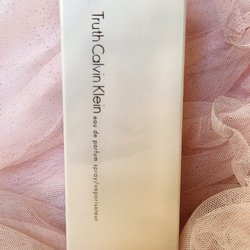 Truth Calvin Klein
eau de parfum spray/vaporisateur